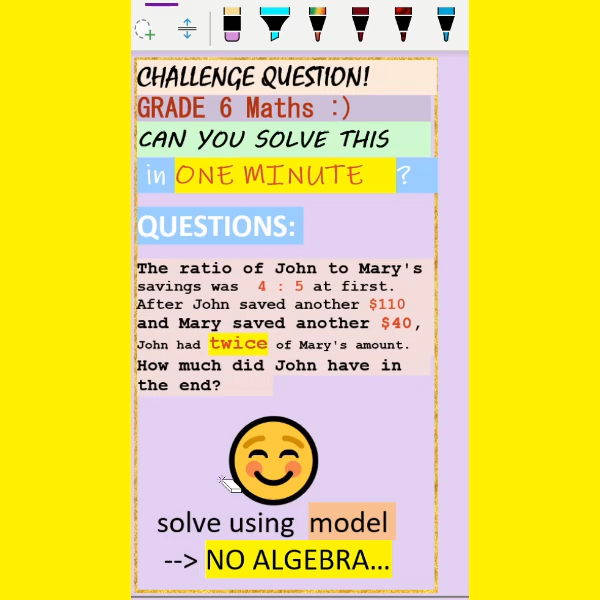 CHALLENGE QUESTION!
GRADE 6 Maths :)
CAN YOU SOLVE THIS
in ONE MINUTE ?
QUESTIONS:
The ratio of John to Mary's
savings was 4 : 5 at first.
After John saved another $110
and Mary saved another $40,
John had twice of Mary's amount.
How much did John have in
the end?
solve using model
--> NO ALGEBRA...